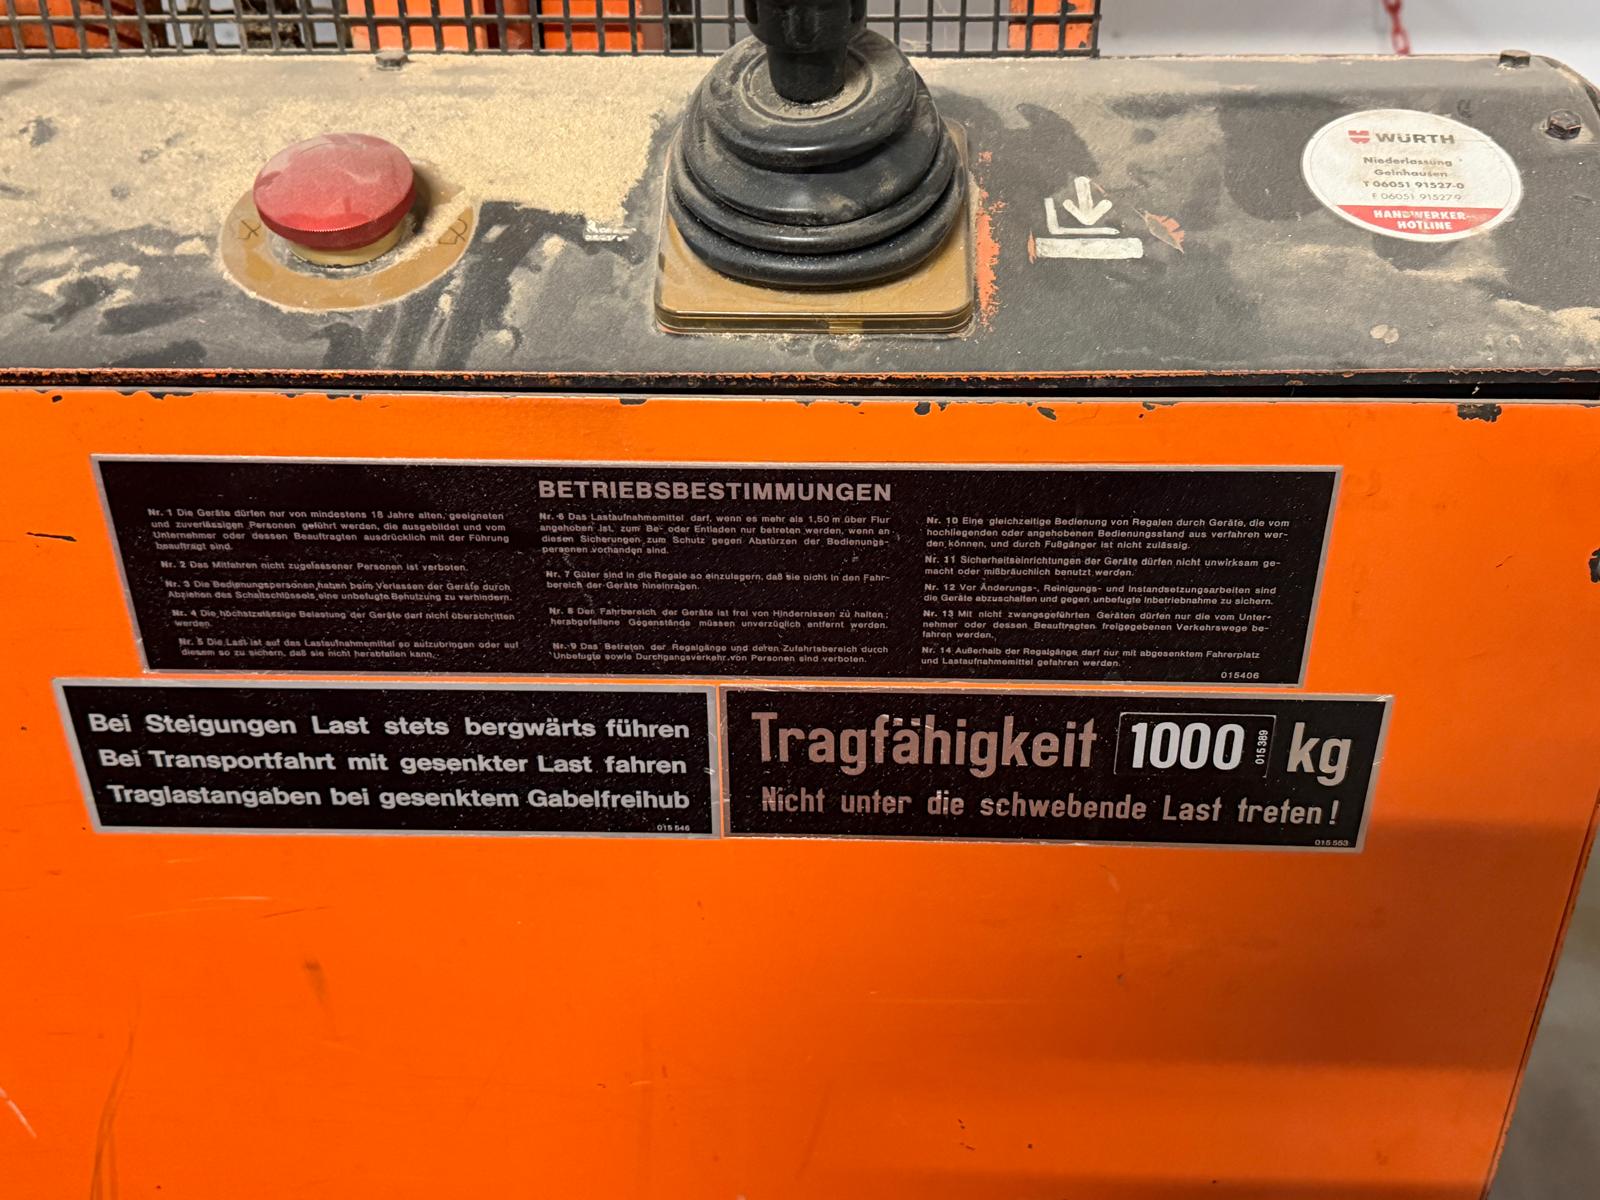 WÜRTH
Niederlassung
Gelnhausen
T 06051 91527-0
F 06051 91527-9
HANDWERKER-
HOTLINE
BETRIEBSBESTIMMUNGEN
Nr. 1 Die Geräte dürfen nur von mindestens 18 Jahre alten, geeigneten
und zuverlässigen Personen geführt werden, die ausgebildet und vom
Unternehmer oder dessen Beauftragten ausdrücklich mit der Führung
beauftragt sind.
Nr. 2 Das Mitfahren nicht zugelassener Personen ist verboten.
Nr. 3 Die Bedienungspersonen haben beim Verlassen der Geräte durch
Abziehen des Schaltschlüssels eine unbefugte Benutzung zu verhindern.
Nr. 4 Die höchstzulässige Belastung der Geräte darf nicht überschritten
werden.
Nr. 5 Die Last ist auf das Lastaufnahmemittel so aufzubringen oder auf
diesem so zu sichern, daß sie nicht herabfallen kann.
Nr. 6 Das Lastaufnahmemittel darf, wenn es mehr als 1,50 m über Flur
angehoben ist, zum Be- oder Entladen nur betreten werden, wenn an
diesen Sicherungen zum Schutz gegen Abstürzen der Bedienungs-
personen vorhanden sind.
Nr. 7 Güter sind in die Regale so einzulagern, daß sie nicht in den Fahr-
bereich der Geräte hineinragen.
Nr. 8 Der Fahrbereich der Geräte ist frei von Hindernissen zu halten;
herabgefallene Gegenstände müssen unverzüglich entfernt werden.
Nr. 9 Das Betreten der Regalgänge und deren Zufahrtsbereich durch
Unbefugte sowie Durchgangsverkehr von Personen sind verboten.
Nr. 10 Eine gleichzeitige Bedienung von Regalen durch Geräte, die vom
hochliegenden oder angehobenen Bedienungsstand aus verfahren wer-
den können, und durch Fußgänger ist nicht zulässig.
Nr. 11 Sicherheitseinrichtungen der Geräte dürfen nicht unwirksam ge-
macht oder mißbräuchlich benutzt werden.
Nr. 12 Vor Änderungs-, Reinigungs- und Instandsetzungsarbeiten sind
die Geräte abzuschalten und gegen unbefugte Inbetriebnahme zu sichern.
Nr. 13 Mit nicht zwangsgeführten Geräten dürfen nur die vom Unter-
nehmer oder dessen Beauftragten freigegebenen Verkehrswege be-
fahren werden.
Nr. 14 Außerhalb der Regalgänge darf nur mit abgesenktem Fahrerplatz
und Lastaufnahmemittel gefahren werden.
015406
Bei Steigungen Last stets bergwärts führen
Bei Transportfahrt mit gesenkter Last fahren
Traglastangaben bei gesenktem Gabelfreihub
015 546
Tragfähigkeit 1000 015389 kg
Nicht unter die schwebende Last treten!
015 553